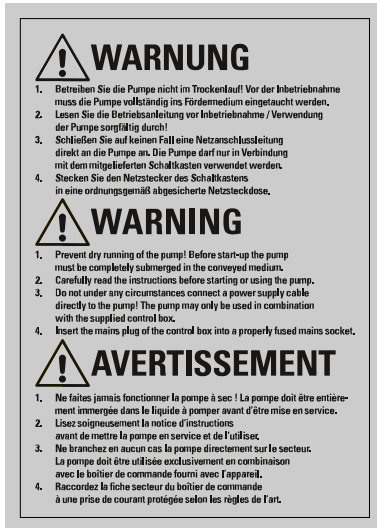 WARNUNG
1. Betreiben Sie die Pumpe nicht im Trockenlauf! Vor der Inbetriebnahme
muss die Pumpe vollständig ins Fördermedium eingetaucht werden.
2. Lesen Sie die Betriebsanleitung vor Inbetriebnahme / Verwendung
der Pumpe sorgfältig durch!
3. Schließen Sie auf keinen Fall eine Netzanschlussleitung
direkt an die Pumpe an. Die Pumpe darf nur in Verbindung
mit dem mitgelieferten Schaltkasten verwendet werden.
4. Stecken Sie den Netzstecker des Schaltkastens
in eine ordnungsgemäß abgesicherte Netzsteckdose.
WARNING
1. Prevent dry running of the pump! Before start-up the pump
must be completely submerged in the conveyed medium.
2. Carefully read the instructions before starting or using the pump.
3. Do not under any circumstances connect a power supply cable
directly to the pump! The pump may only be used in combination
with the supplied control box.
4. Insert the mains plug of the control box into a properly fused mains socket.
AVERTISSEMENT
1. Ne faites jamais fonctionner la pompe à sec ! La pompe doit être entière-
ment immergée dans le liquide à pomper avant d'être mise en service.
2. Lisez soigneusement la notice d'instructions
avant de mettre la pompe en service et de l'utiliser.
3. Ne branchez en aucun cas la pompe directement sur le secteur.
La pompe doit être utilisée exclusivement en combinaison
avec le boîtier de commande fourni avec l'appareil.
4. Raccordez la fiche secteur du boîtier de commande
à une prise de courant protégée selon les règles de l'art.